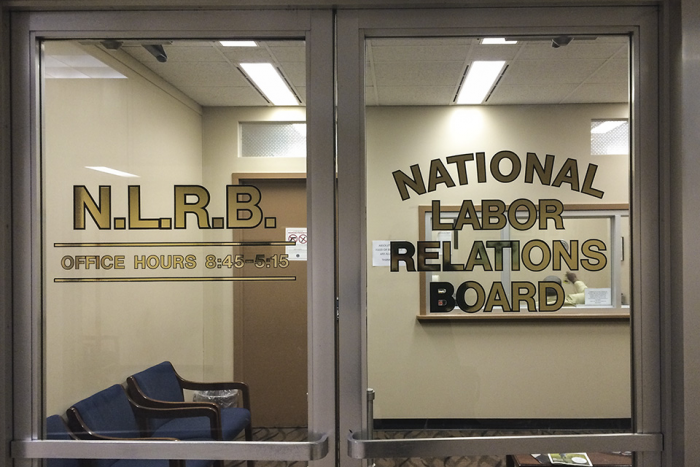 N.L.R.B.
OFFICE HOURS 8:45-5:15
NATIONAL
LABOR
RELATIONS
BOARD